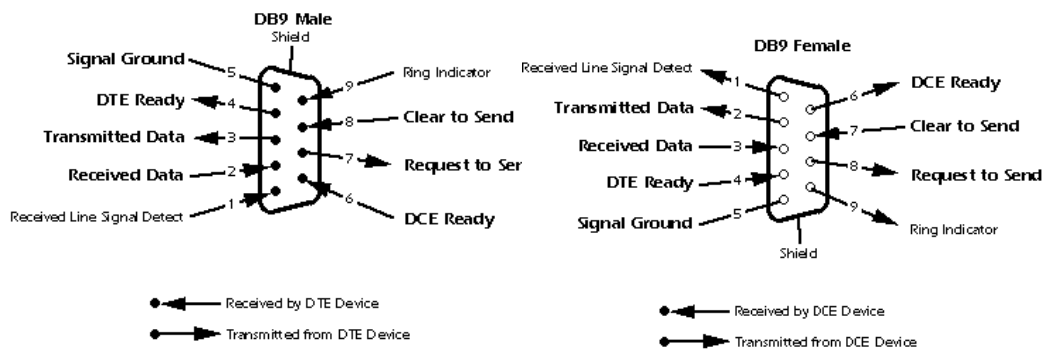 DB9 Male
Shield
Signal Ground
5
DTE Ready
4
Transmitted Data
3
Received Data
2
Received Line Signal Detect
1
9
Ring Indicator
8
Clear to Send
7
Request to Ser
6
DCE Ready
Received by DTE Device
Transmitted from DTE Device
DB9 Female
Received Line Signal Detect
1
Transmitted Data
2
Received Data
3
DTE Ready
4
Signal Ground
5
6
DCE Ready
7
Clear to Send
8
Request to Send
9
Ring Indicator
Shield
Received by DCE Device
Transmitted from DCE Device